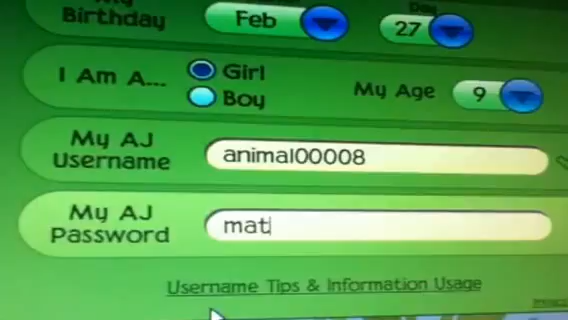 Birthday
Feb
27
I Am A...
Girl
Boy
My Age
9
My AJ
Username
animal00008
My AJ
Password
mat
Username Tips & Information Usage